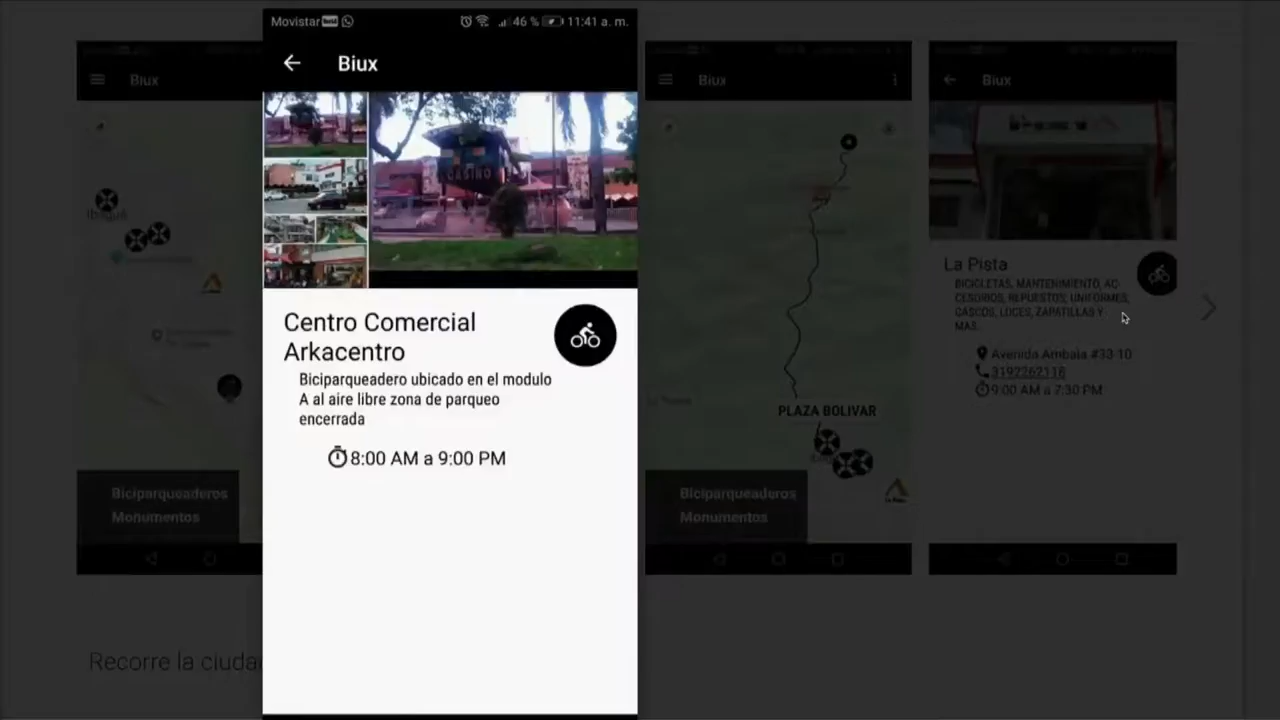 Movistar
46 %
11:41 a. m.
Biux
CASINO
Centro Comercial
Arkacentro
Biciparqueadero ubicado en el modulo
A al aire libre zona de parqueo
encerrada
8:00 AM a 9:00 PM
Biux
Ibagué
Biciparqueaderos
Monumentos
Biux
PLAZA BOLIVAR
Biciparqueaderos
Monumentos
Biux
La Pista
BICICLETAS, MANTENIMIENTO, AC-
CESORIOS, REPUESTOS, UNIFORMES,
CASCOS, LUCES, ZAPATILLAS Y
MAS.
Avenida Ambala #33-10
3192262118
9:00 AM a 7:30 PM
Recorre la ciuda